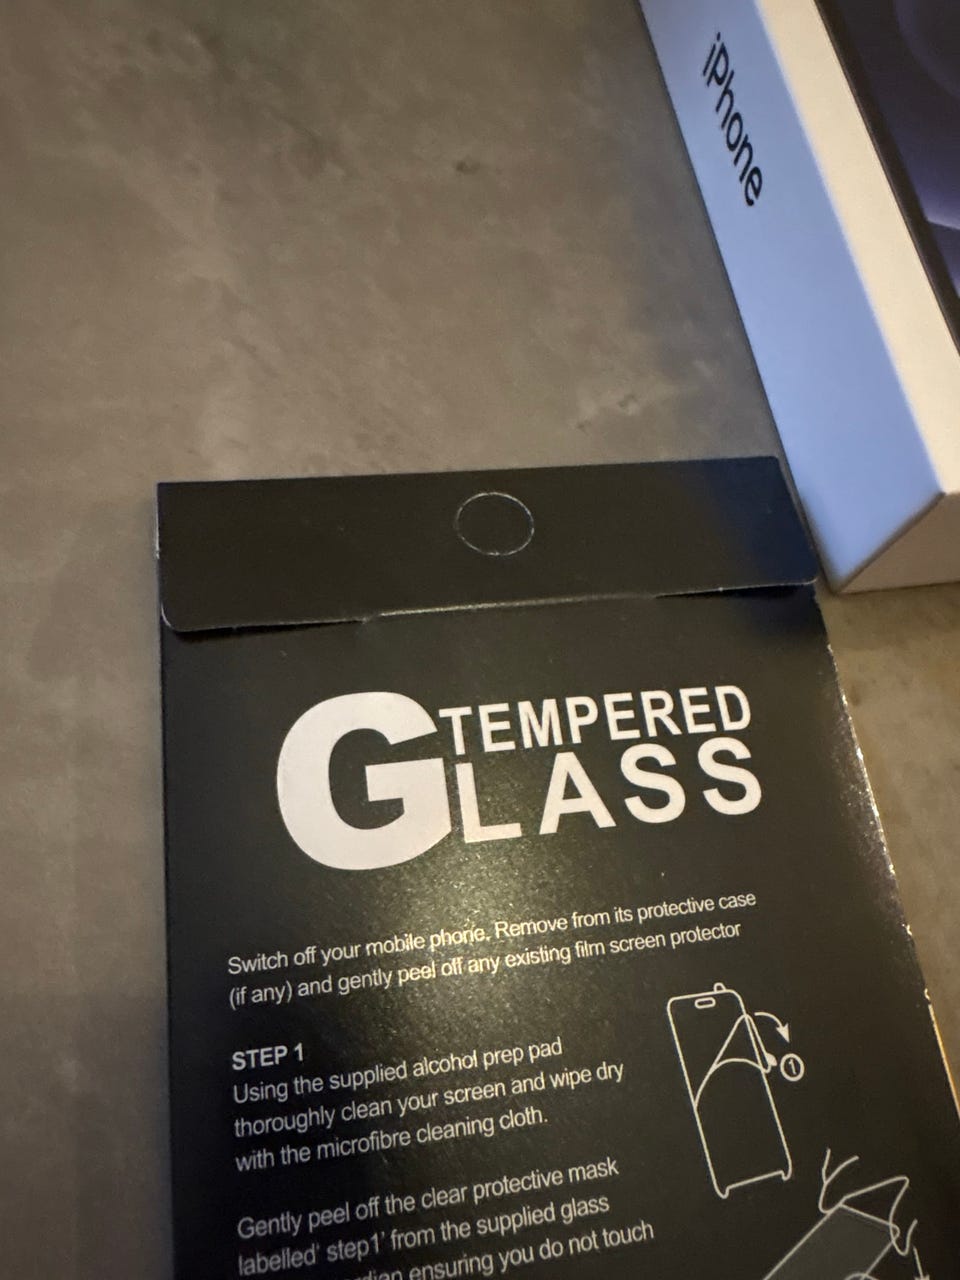 iPhone
TEMPERED
GLASS
Switch off your mobile phone. Remove from its protective case
(if any) and gently peel off any existing film screen protector
STEP 1
Using the supplied alcohol prep pad
thoroughly clean your screen and wipe dry
with the microfibre cleaning cloth.
1
Gently peel off the clear protective mask
labelled' step1' from the supplied glass
ensuring you do not touch